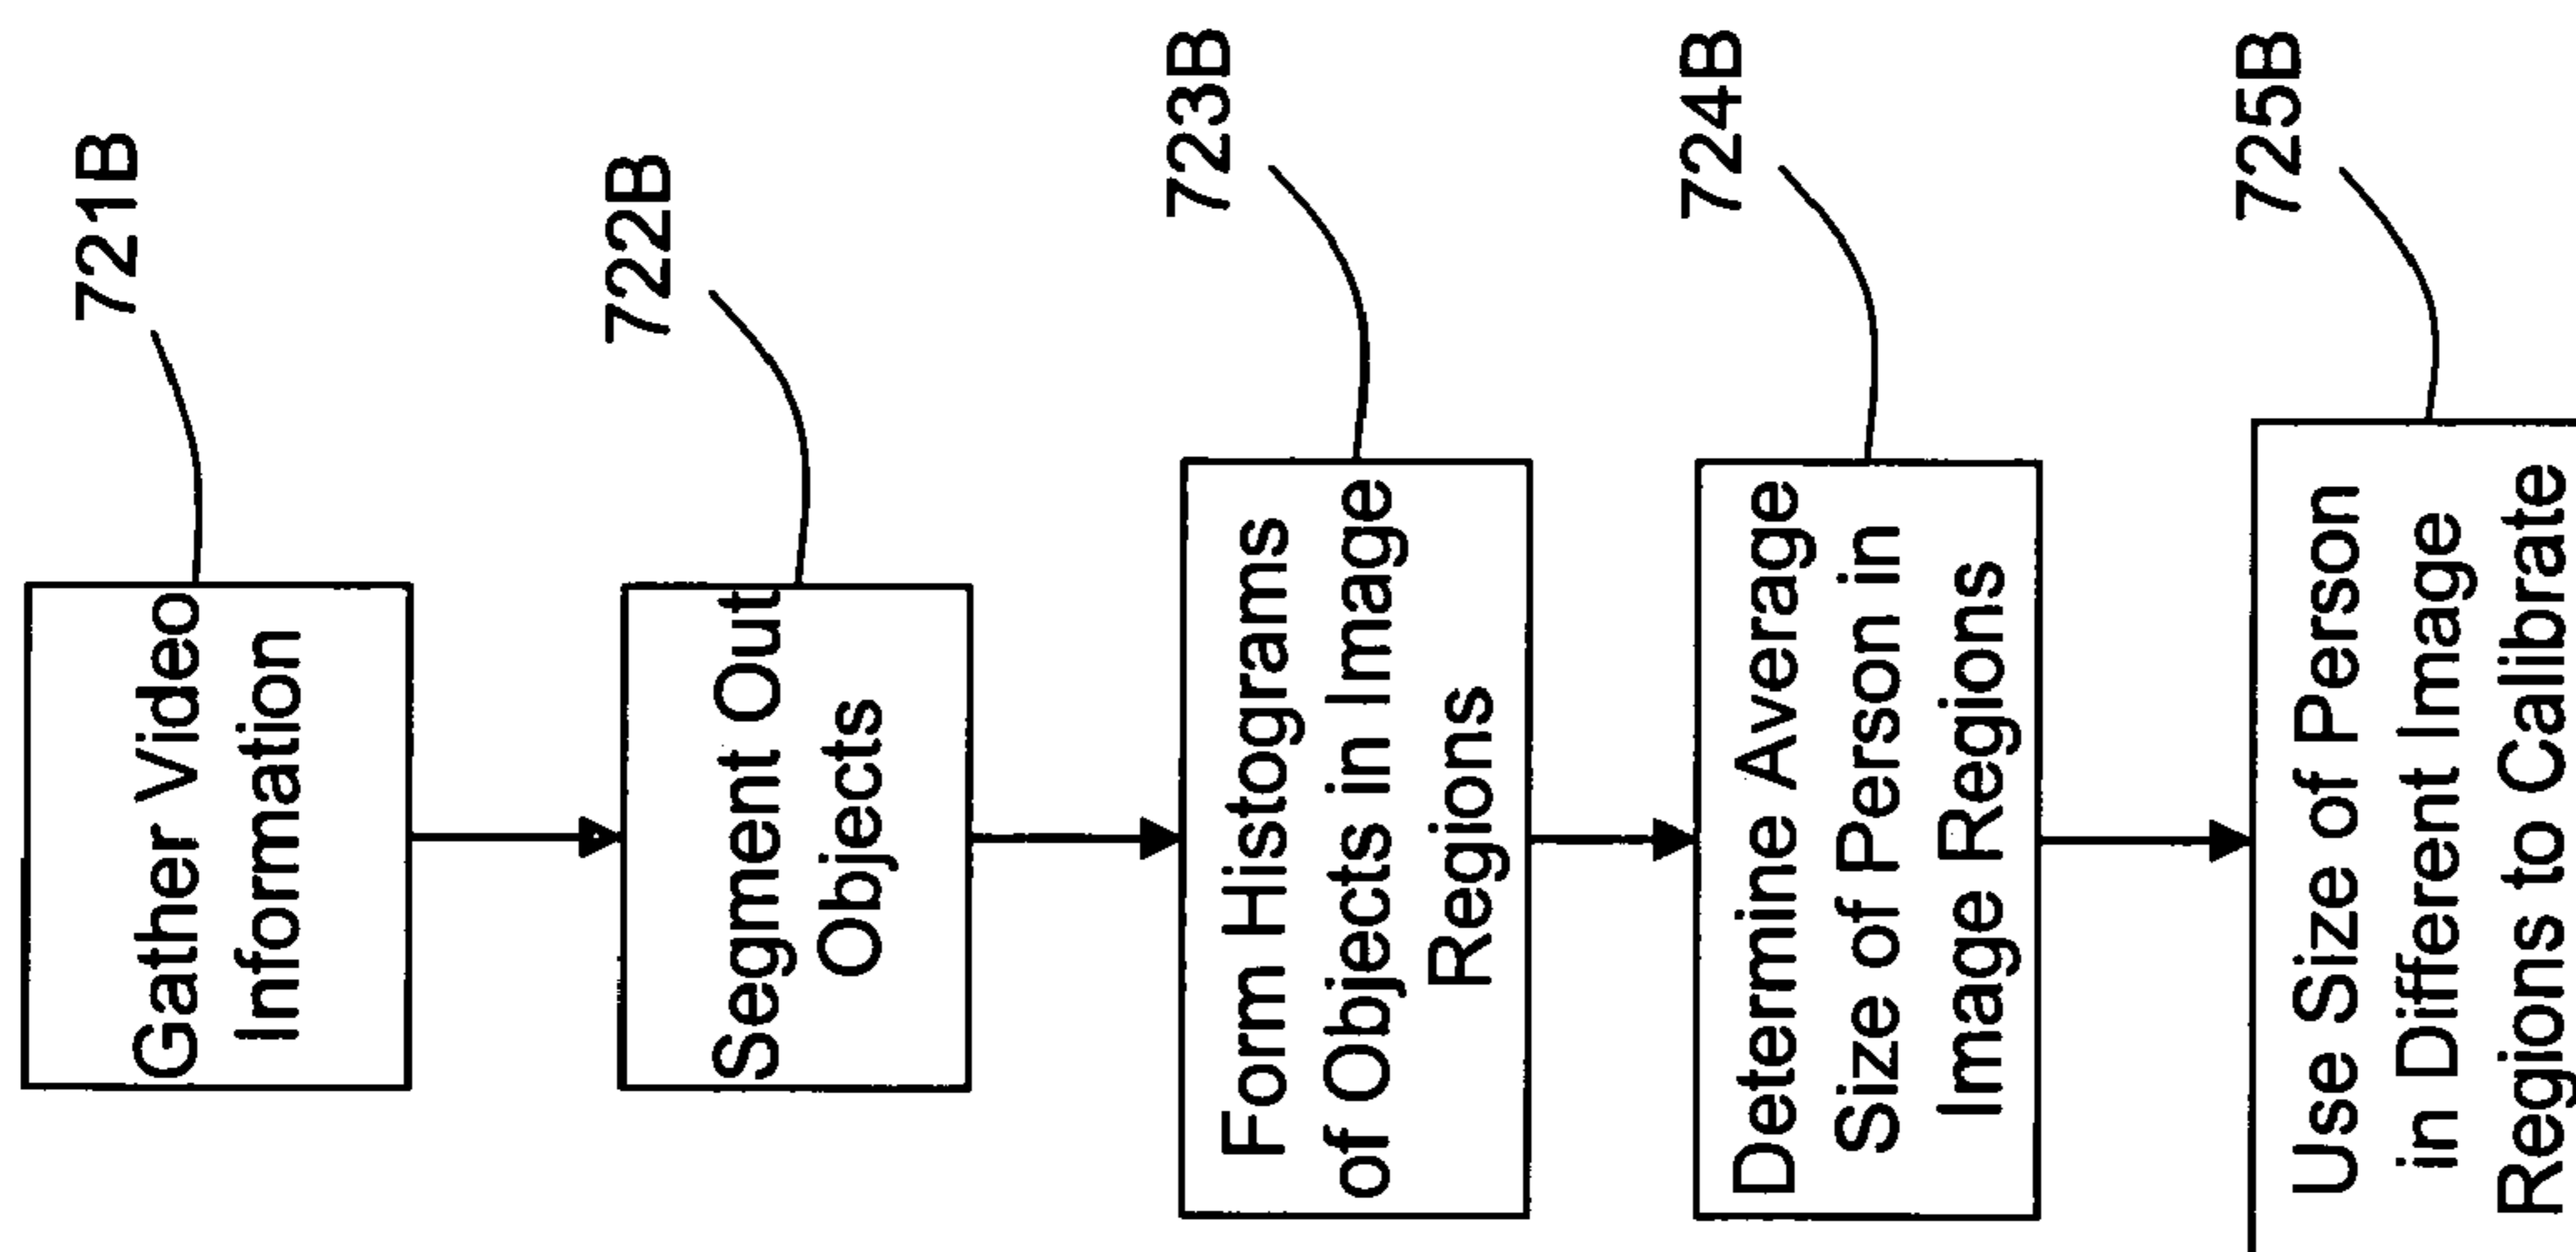 721B
Gather Video
Information
722B
Segment Out
Objects
723B
Form Histograms
of Objects in Image
Regions
724B
Determine Average
Size of Person in
Image Regions
725B
Use Size of Person
in Different Image
Regions to Calibrate